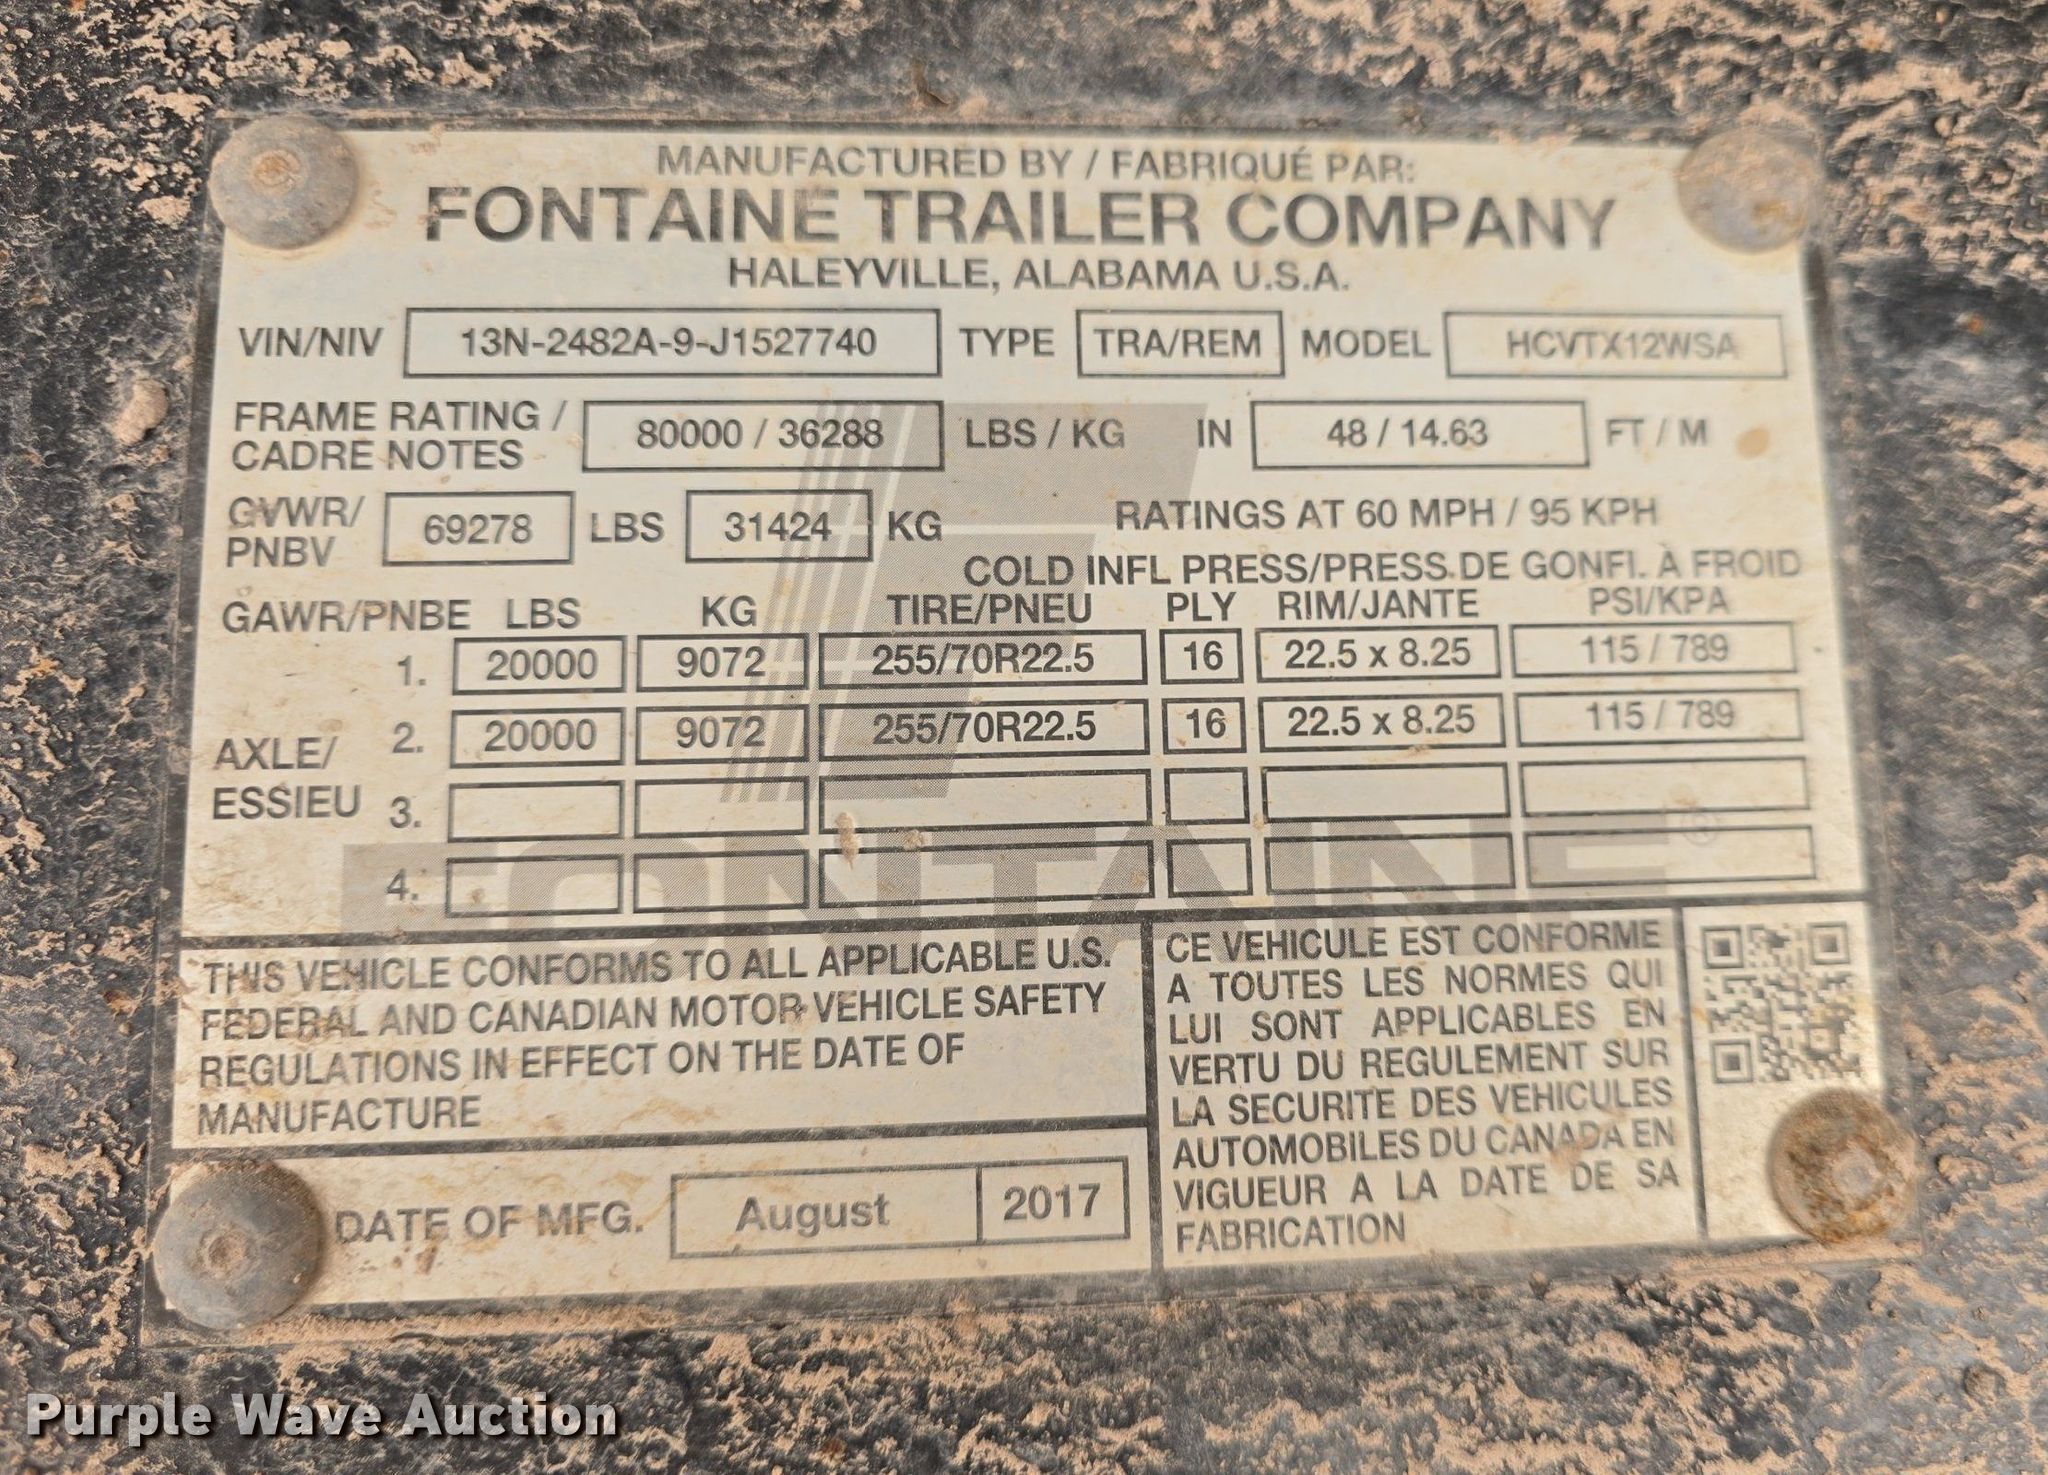 MANUFACTURED BY / FABRIQUÉ PAR:
FONTAINE TRAILER COMPANY
HALEYVILLE, ALABAMA U.S.A.
VIN/NIV 13N-2482A-9-J1527740 TYPE TRA/REM MODEL HCVTX12WSA
FRAME RATING / CADRE NOTES 80000 / 36288 LBS / KG IN 48 / 14.63 FT / M
GVWR/ PNBV 69278 LBS 31424 KG RATINGS AT 60 MPH / 95 KPH
COLD INFL PRESS/PRESS.DE GONFL. À FROID
GAWR/PNBE LBS KG TIRE/PNEU PLY RIM/JANTE PSI/KPA
1. 20000 9072 255/70R22.5 16 22.5 x 8.25 115 / 789
AXLE/ ESSIEU
2. 20000 9072 255/70R22.5 16 22.5 x 8.25 115 / 789
3.
4.
FONTAINE ®
THIS VEHICLE CONFORMS TO ALL APPLICABLE U.S.
FEDERAL AND CANADIAN MOTOR VEHICLE SAFETY
REGULATIONS IN EFFECT ON THE DATE OF
MANUFACTURE
DATE OF MFG. August 2017
CE VEHICULE EST CONFORME
A TOUTES LES NORMES QUI
LUI SONT APPLICABLES EN
VERTU DU REGULEMENT SUR
LA SECURITE DES VEHICULES
AUTOMOBILES DU CANADA EN
VIGUEUR A LA DATE DE SA
FABRICATION
Purple Wave Auction